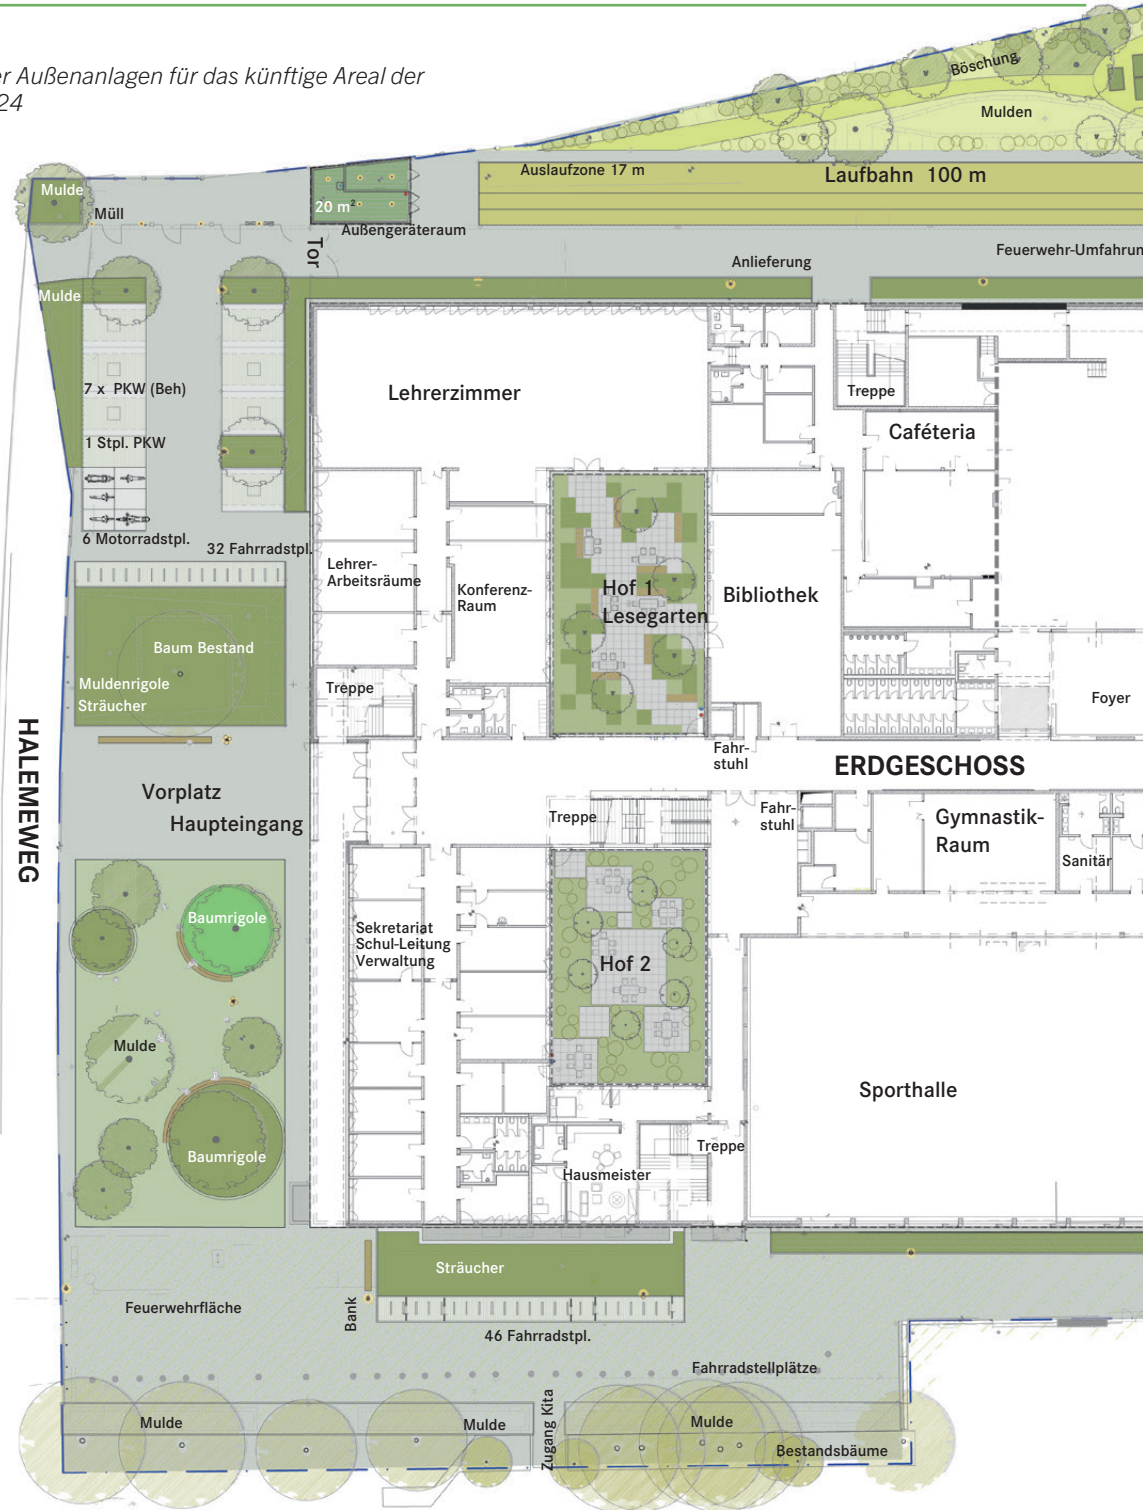 er Außenanlagen für das künftige Areal der
24
Böschung
Mulden
Auslaufzone 17 m
Laufbahn 100 m
Mulde
Müll
20 m²
Außengeräteraum
Tor
Anlieferung
Feuerwehr-Umfahrun
Mulde
7 x PKW (Beh)
1 Stpl. PKW
6 Motorradstpl.
32 Fahrradstpl.
Lehrerzimmer
Treppe
Caféteria
Lehrer-
Arbeitsräume
Konferenz-
Raum
Hof 1
Lesegarten
Bibliothek
Baum Bestand
Muldenrigole
Sträucher
Treppe
Foyer
HALEMEWEG
Vorplatz
Haupteingang
Fahr-
stuhl
ERDGESCHOSS
Treppe
Fahr-
stuhl
Gymnastik-
Raum
Sanitär
Baumrigole
Sekretariat
Schul-Leitung
Verwaltung
Hof 2
Mulde
Sporthalle
Baumrigole
Treppe
Hausmeister
Sträucher
Feuerwehrfläche
Bank
46 Fahrradstpl.
Fahrradstellplätze
Mulde
Mulde
Zugang Kita
Mulde
Bestandsbäume